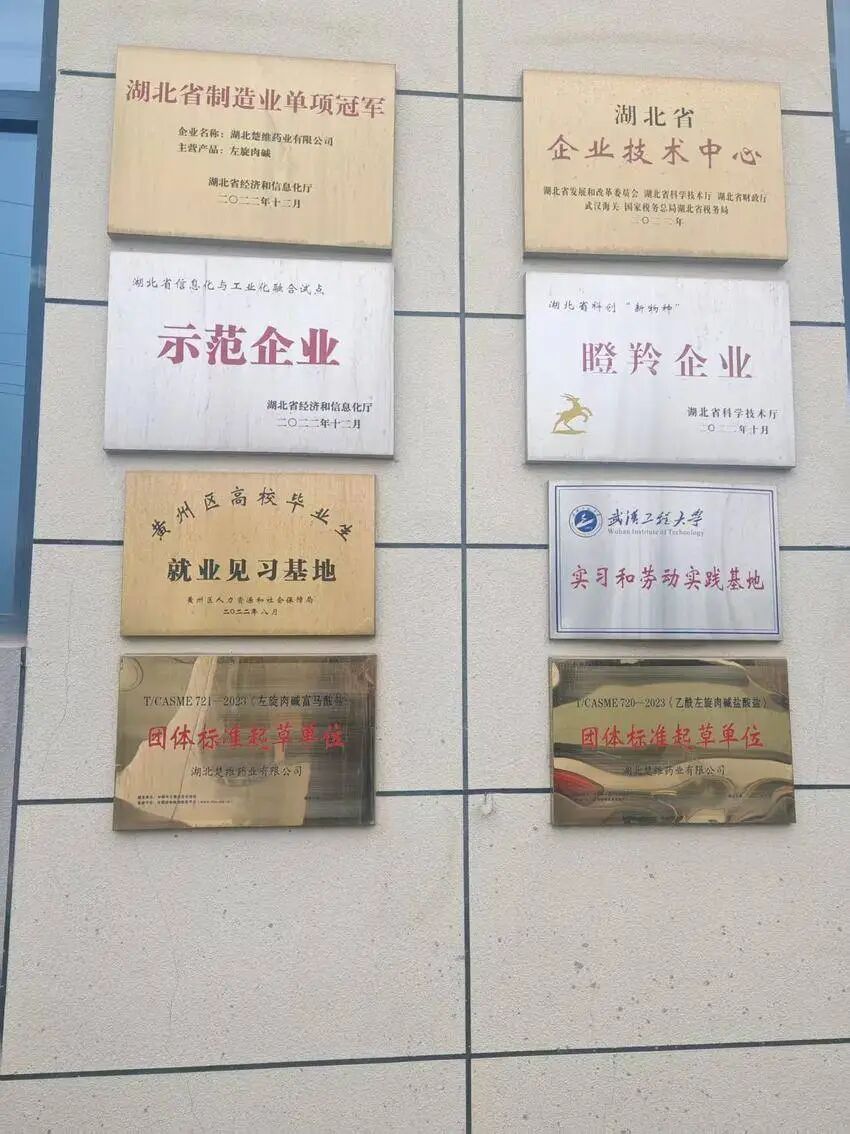 湖北省制造业单项冠军
企业名称：湖北楚维药业有限公司
主营产品：左旋肉碱
湖北省经济和信息化厅
二〇二二年十二月
湖北省
企业技术中心
湖北省发展和改革委员会 湖北省科学技术厅 湖北省财政厅
武汉海关 国家税务总局湖北省税务局
二〇二二年
湖北省信息化与工业化融合试点
示范企业
湖北省经济和信息化厅
二〇二二年十二月
湖北省科创“新物种”
瞪羚企业
湖北省科学技术厅
二〇二二年十月
黄州区高校毕业生
就业见习基地
黄州区人力资源和社会保障局
二〇二二年八月
武汉工程大学
Wuhan Institute of Technology
实习和劳动实践基地
T/CASME 721—2023《左旋肉碱富马酸盐
团体标准起草单位
湖北楚维药业有限公司
T/CASME 720—2023《乙酰左旋肉碱盐酸盐》
团体标准起草单位
湖北楚维药业有限公司